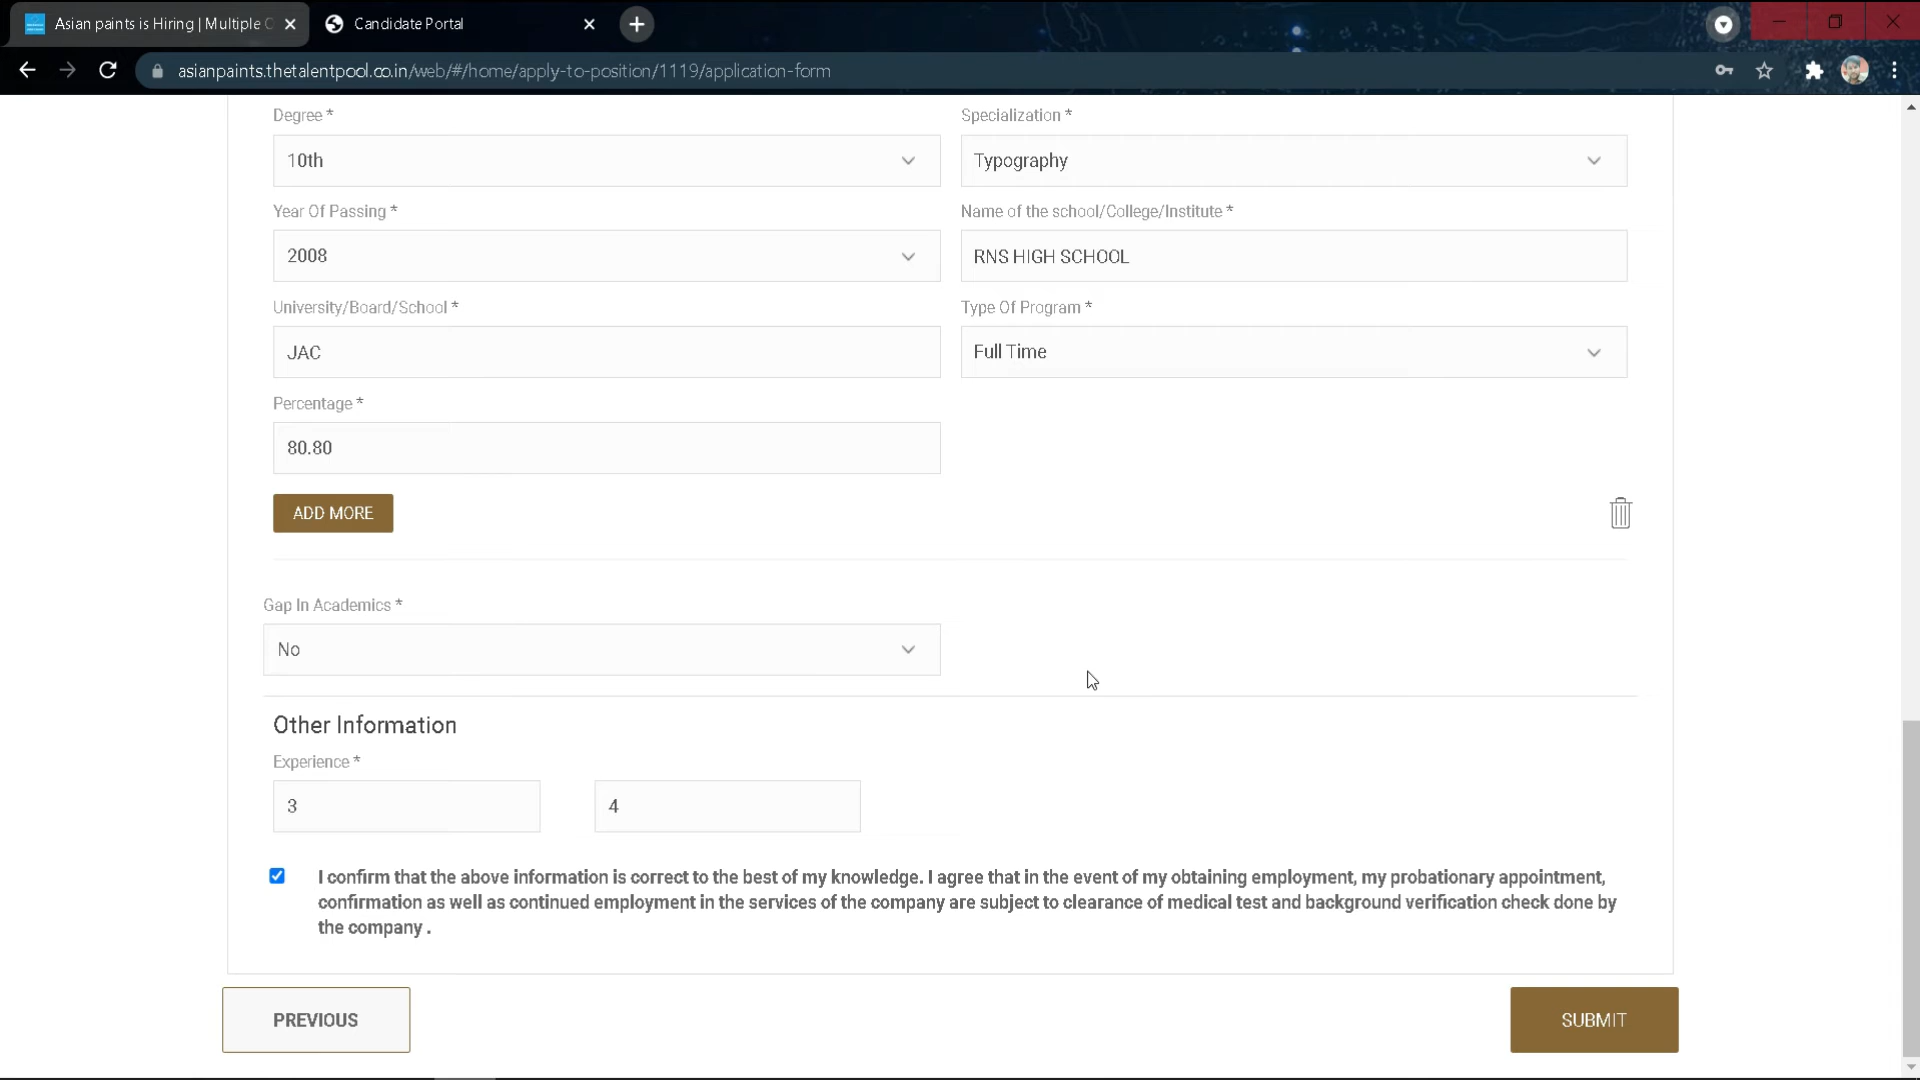 Asian paints is Hiring | Multiple C
Candidate Portal
asianpaints.thetalentpool.co.in/web/#/home/apply-to-position/1119/application-form
Degree *
Specialization *
10th
Typography
Year Of Passing *
Name of the school/College/Institute *
2008
RNS HIGH SCHOOL
University/Board/School *
Type Of Program *
JAC
Full Time
Percentage *
80.80
ADD MORE
Gap In Academics *
No
Other Information
Experience *
3
4
I confirm that the above information is correct to the best of my knowledge. I agree that in the event of my obtaining employment, my probationary appointment,
confirmation as well as continued employment in the services of the company are subject to clearance of medical test and background verification check done by
the company .
PREVIOUS
SUBMIT